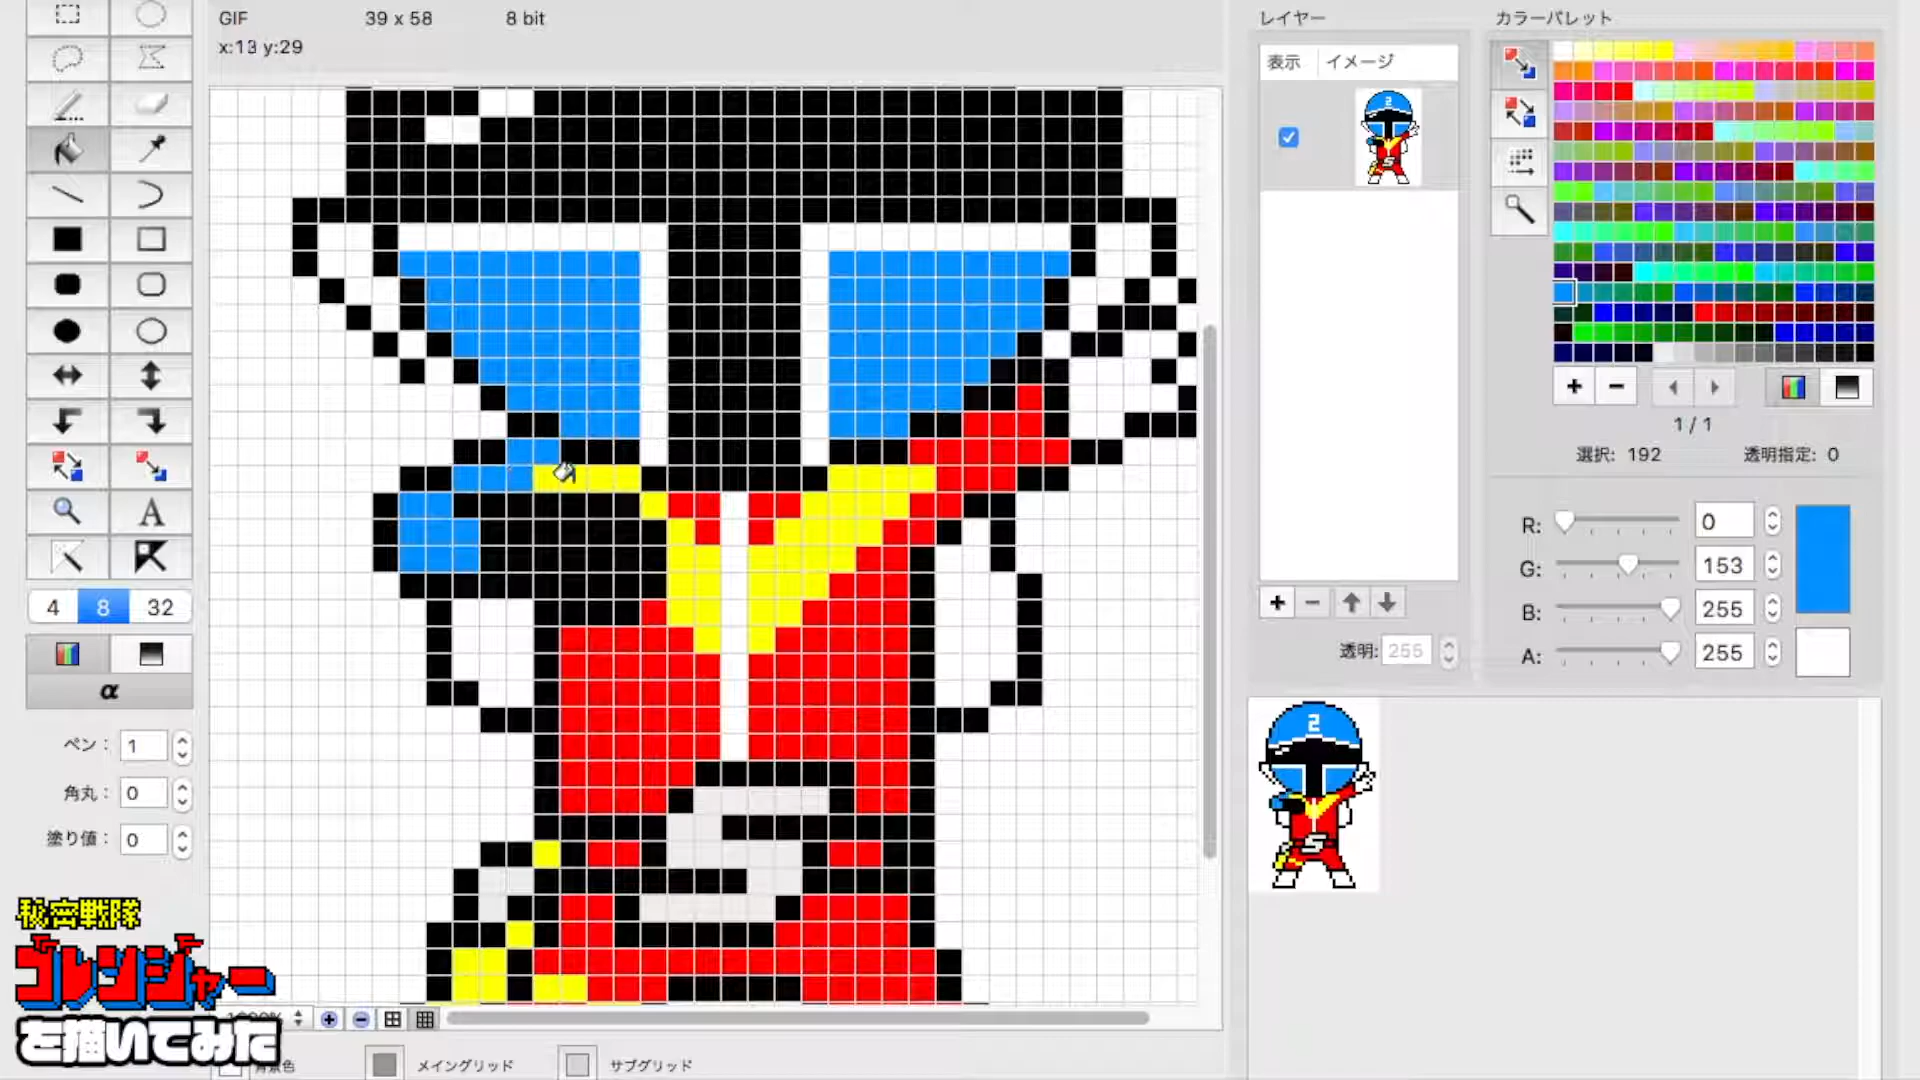 GIF 39 x 58 8 bit
x:13 y:29
レイヤー
カラーパレット
表示 イメージ
2
S
1 / 1
選択: 192 透明指定: 0
R: 0
G: 153
B: 255
A: 255
透明: 255
A
4 8 32
α
ペン: 1
角丸: 0
塗り値: 0
2
秘密戦隊
ゴレンジャー
を描いてみた
メイングリッド サブグリッド